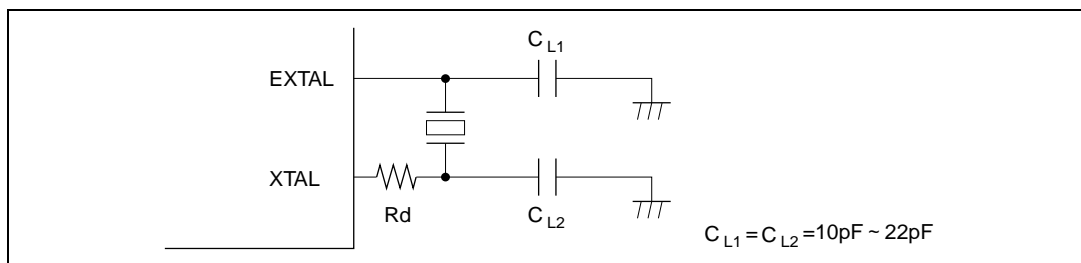 C L1
EXTAL
XTAL
Rd
C L2
C L1 = C L2 =10pF ~ 22pF